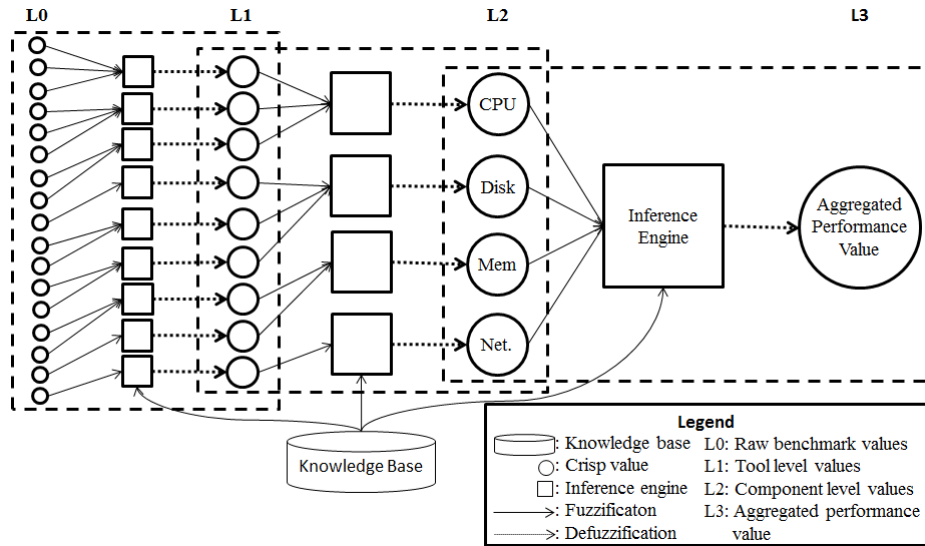 L0 L1 L2 L3
CPU
Disk
Mem
Net.
Inference
Engine
Aggregated
Performance
Value
Knowledge Base
Legend
: Knowledge base
: Crisp value
: Inference engine
: Fuzzificaton
: Defuzzification
L0: Raw benchmark values
L1: Tool level values
L2: Component level values
L3: Aggregated performance
value